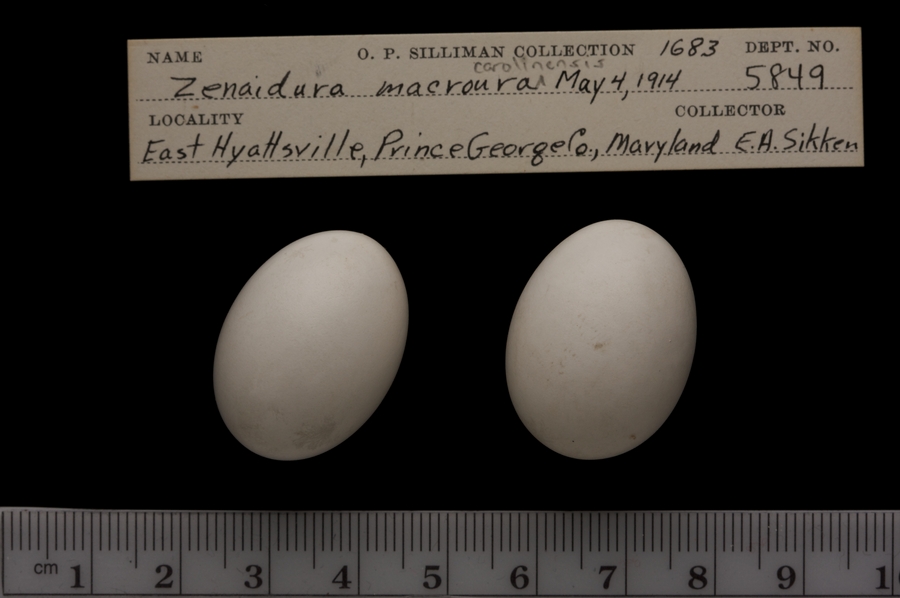 NAME O. P. SILLIMAN COLLECTION 1683 DEPT. NO.
carolinensis
Zenaidura macroura ^ May 4, 1914 5849
LOCALITY COLLECTOR
East Hyattsville, Prince George Co., Maryland E.A. Sikken
cm 1 2 3 4 5 6 7 8 9 1